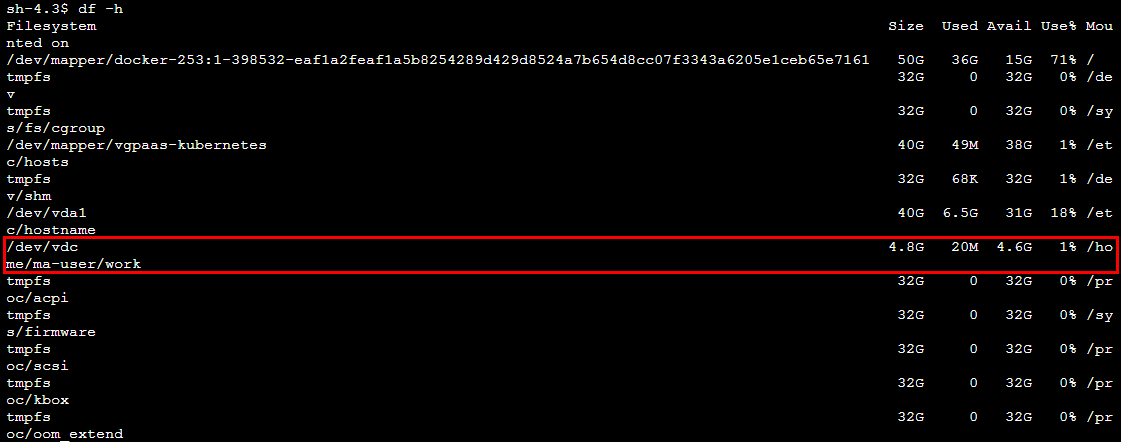 sh-4.3$ df -h
Filesystem Size Used Avail Use% Mou
nted on
/dev/mapper/docker-253:1-398532-eaf1a2feaf1a5b8254289d429d8524a7b654d8cc07f3343a6205e1ceb65e7161 50G 36G 15G 71% /
tmpfs 32G 0 32G 0% /de
v
tmpfs 32G 0 32G 0% /sy
s/fs/cgroup
/dev/mapper/vgpaas-kubernetes 40G 49M 38G 1% /et
c/hosts
tmpfs 32G 68K 32G 1% /de
v/shm
/dev/vda1 40G 6.5G 31G 18% /et
c/hostname
/dev/vdc 4.8G 20M 4.6G 1% /ho
me/ma-user/work
tmpfs 32G 0 32G 0% /pr
oc/acpi
tmpfs 32G 0 32G 0% /sy
s/firmware
tmpfs 32G 0 32G 0% /pr
oc/scsi
tmpfs 32G 0 32G 0% /pr
oc/kbox
tmpfs 32G 0 32G 0% /pr
oc/oom_extend